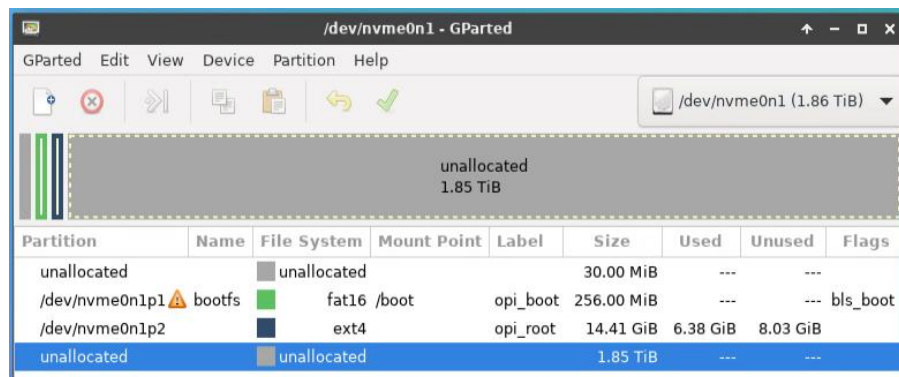 /dev/nvme0n1 - GParted
GParted Edit View Device Partition Help
/dev/nvme0n1 (1.86 TiB)
unallocated
1.85 TiB
Partition Name File System Mount Point Label Size Used Unused Flags
unallocated unallocated 30.00 MiB --- ---
/dev/nvme0n1p1 bootfs fat16 /boot opi_boot 256.00 MiB --- --- bls_boot
/dev/nvme0n1p2 ext4 opi_root 14.41 GiB 6.38 GiB 8.03 GiB
unallocated unallocated 1.85 TiB --- ---